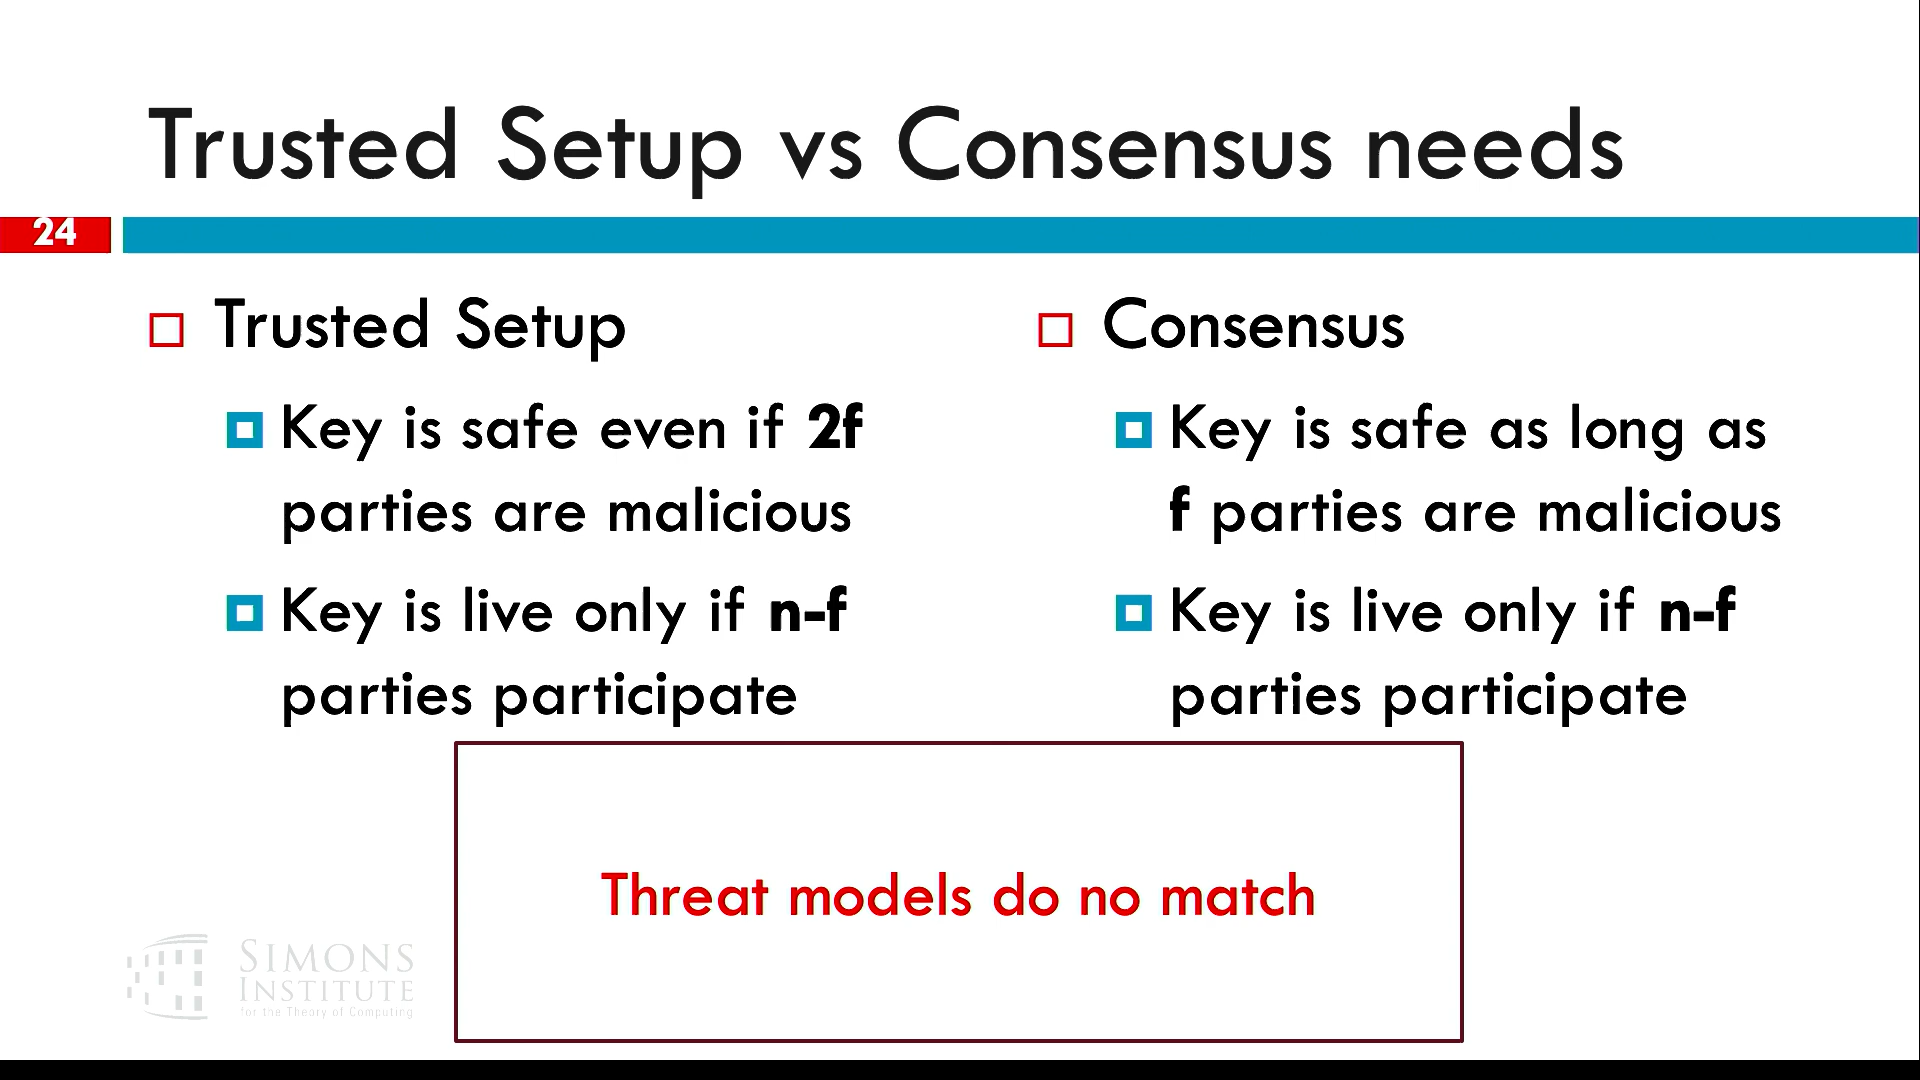 Trusted Setup vs Consensus needs
24
Trusted Setup
Key is safe even if 2f
parties are malicious
Key is live only if n-f
parties participate
Consensus
Key is safe as long as
f parties are malicious
Key is live only if n-f
parties participate
Threat models do no match
SIMONS
INSTITUTE
for the Theory of Computing